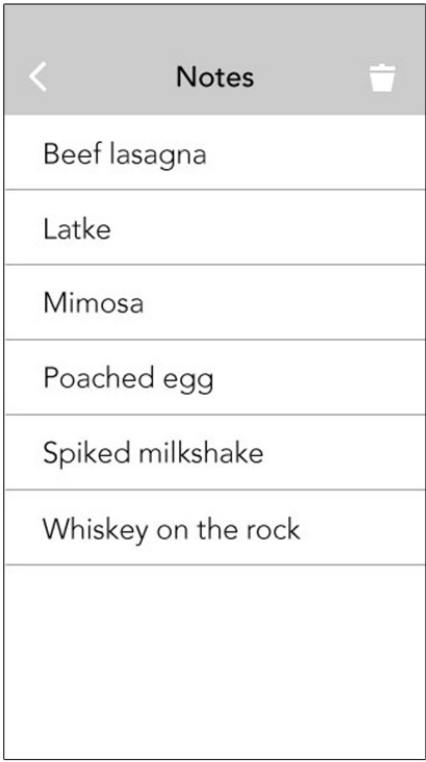 Notes
Beef lasagna
Latke
Mimosa
Poached egg
Spiked milkshake
Whiskey on the rock